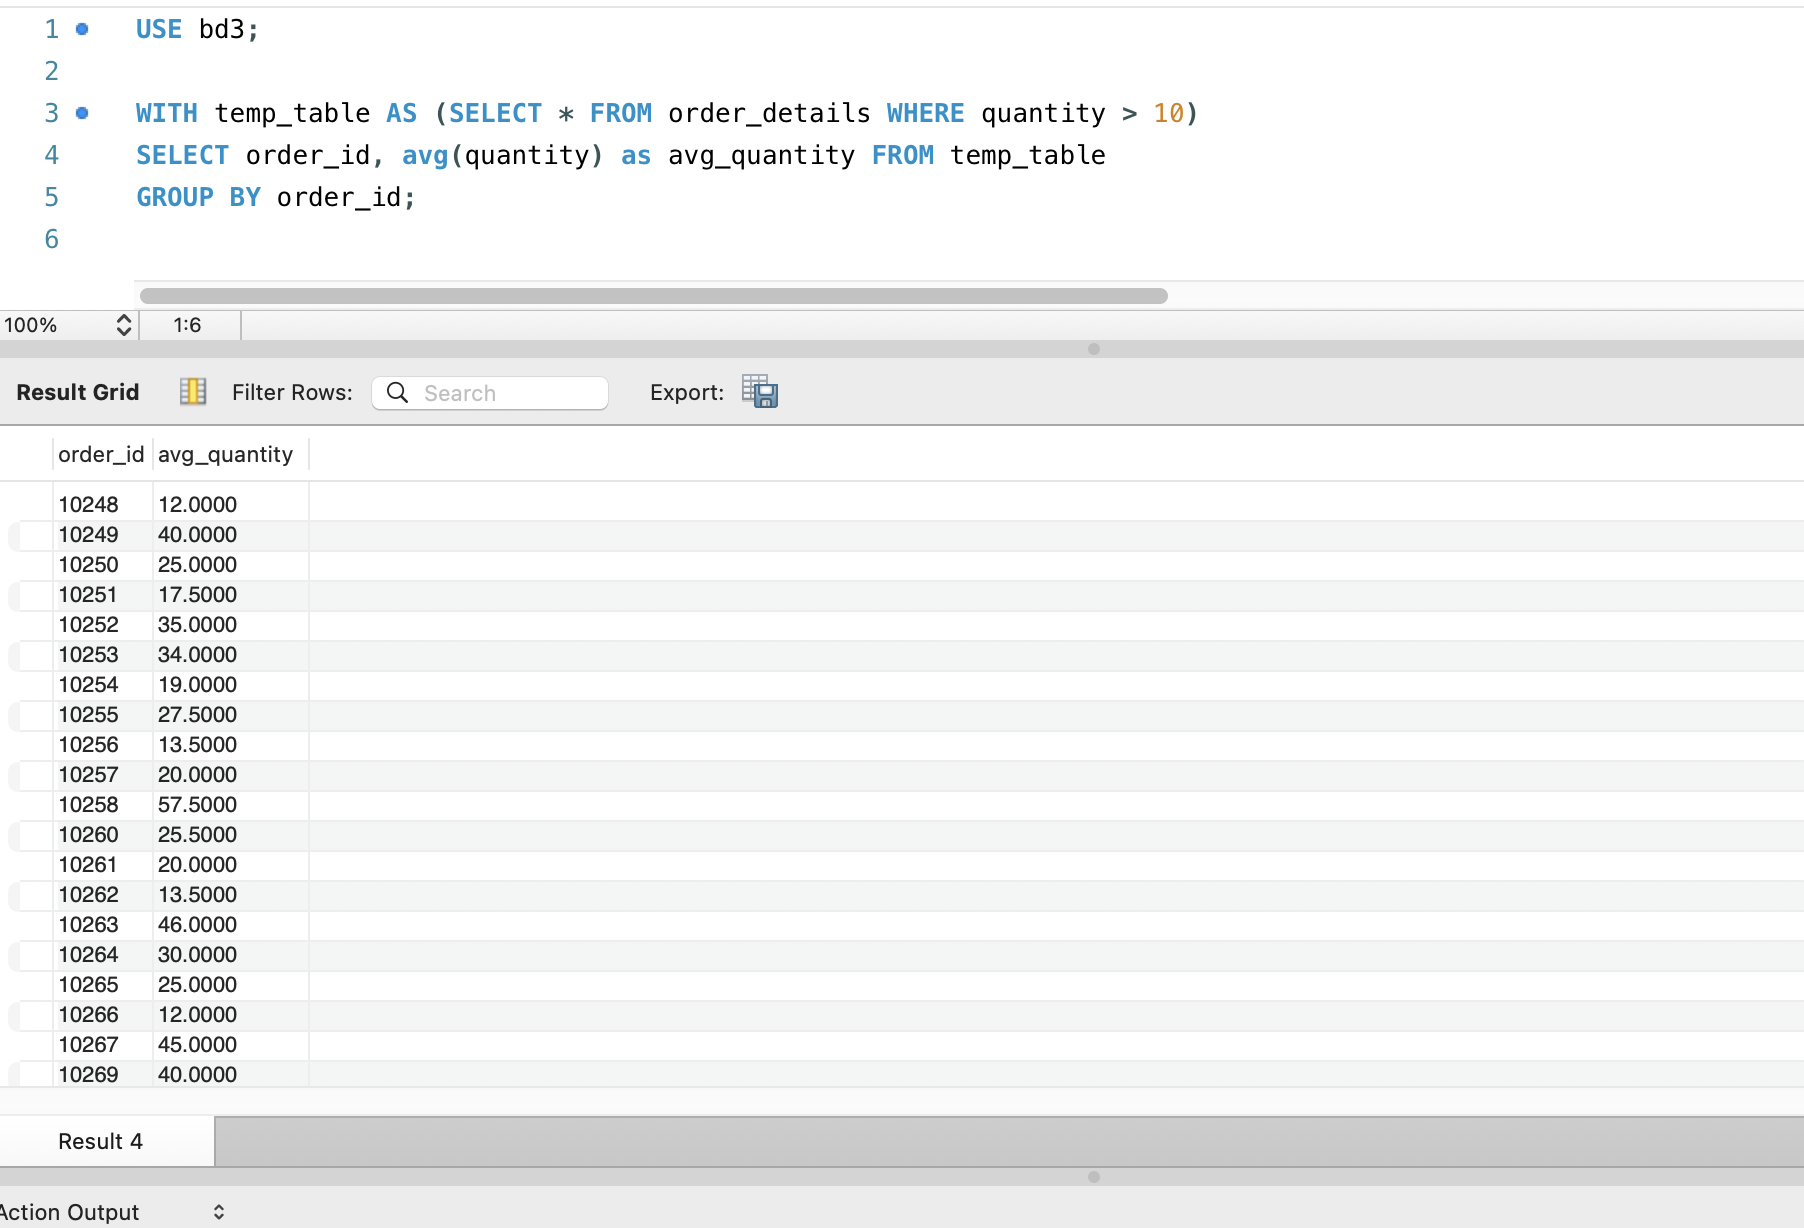 1 USE bd3;
2
3 WITH temp_table AS (SELECT * FROM order_details WHERE quantity > 10)
4 SELECT order_id, avg(quantity) as avg_quantity FROM temp_table
5 GROUP BY order_id;
6
100% 1:6
Result Grid Filter Rows: Search Export:
order_id avg_quantity
10248 12.0000
10249 40.0000
10250 25.0000
10251 17.5000
10252 35.0000
10253 34.0000
10254 19.0000
10255 27.5000
10256 13.5000
10257 20.0000
10258 57.5000
10260 25.5000
10261 20.0000
10262 13.5000
10263 46.0000
10264 30.0000
10265 25.0000
10266 12.0000
10267 45.0000
10269 40.0000
Result 4
Action Output